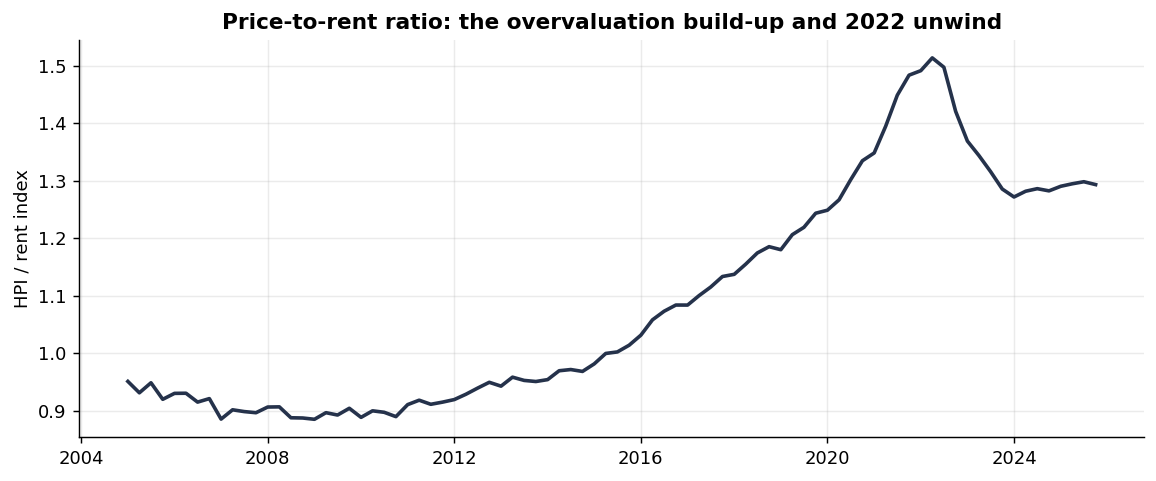 Price-to-rent ratio: the overvaluation build-up and 2022 unwind
HPI / rent index
1.5
1.4
1.3
1.2
1.1
1.0
0.9
2004 2008 2012 2016 2020 2024